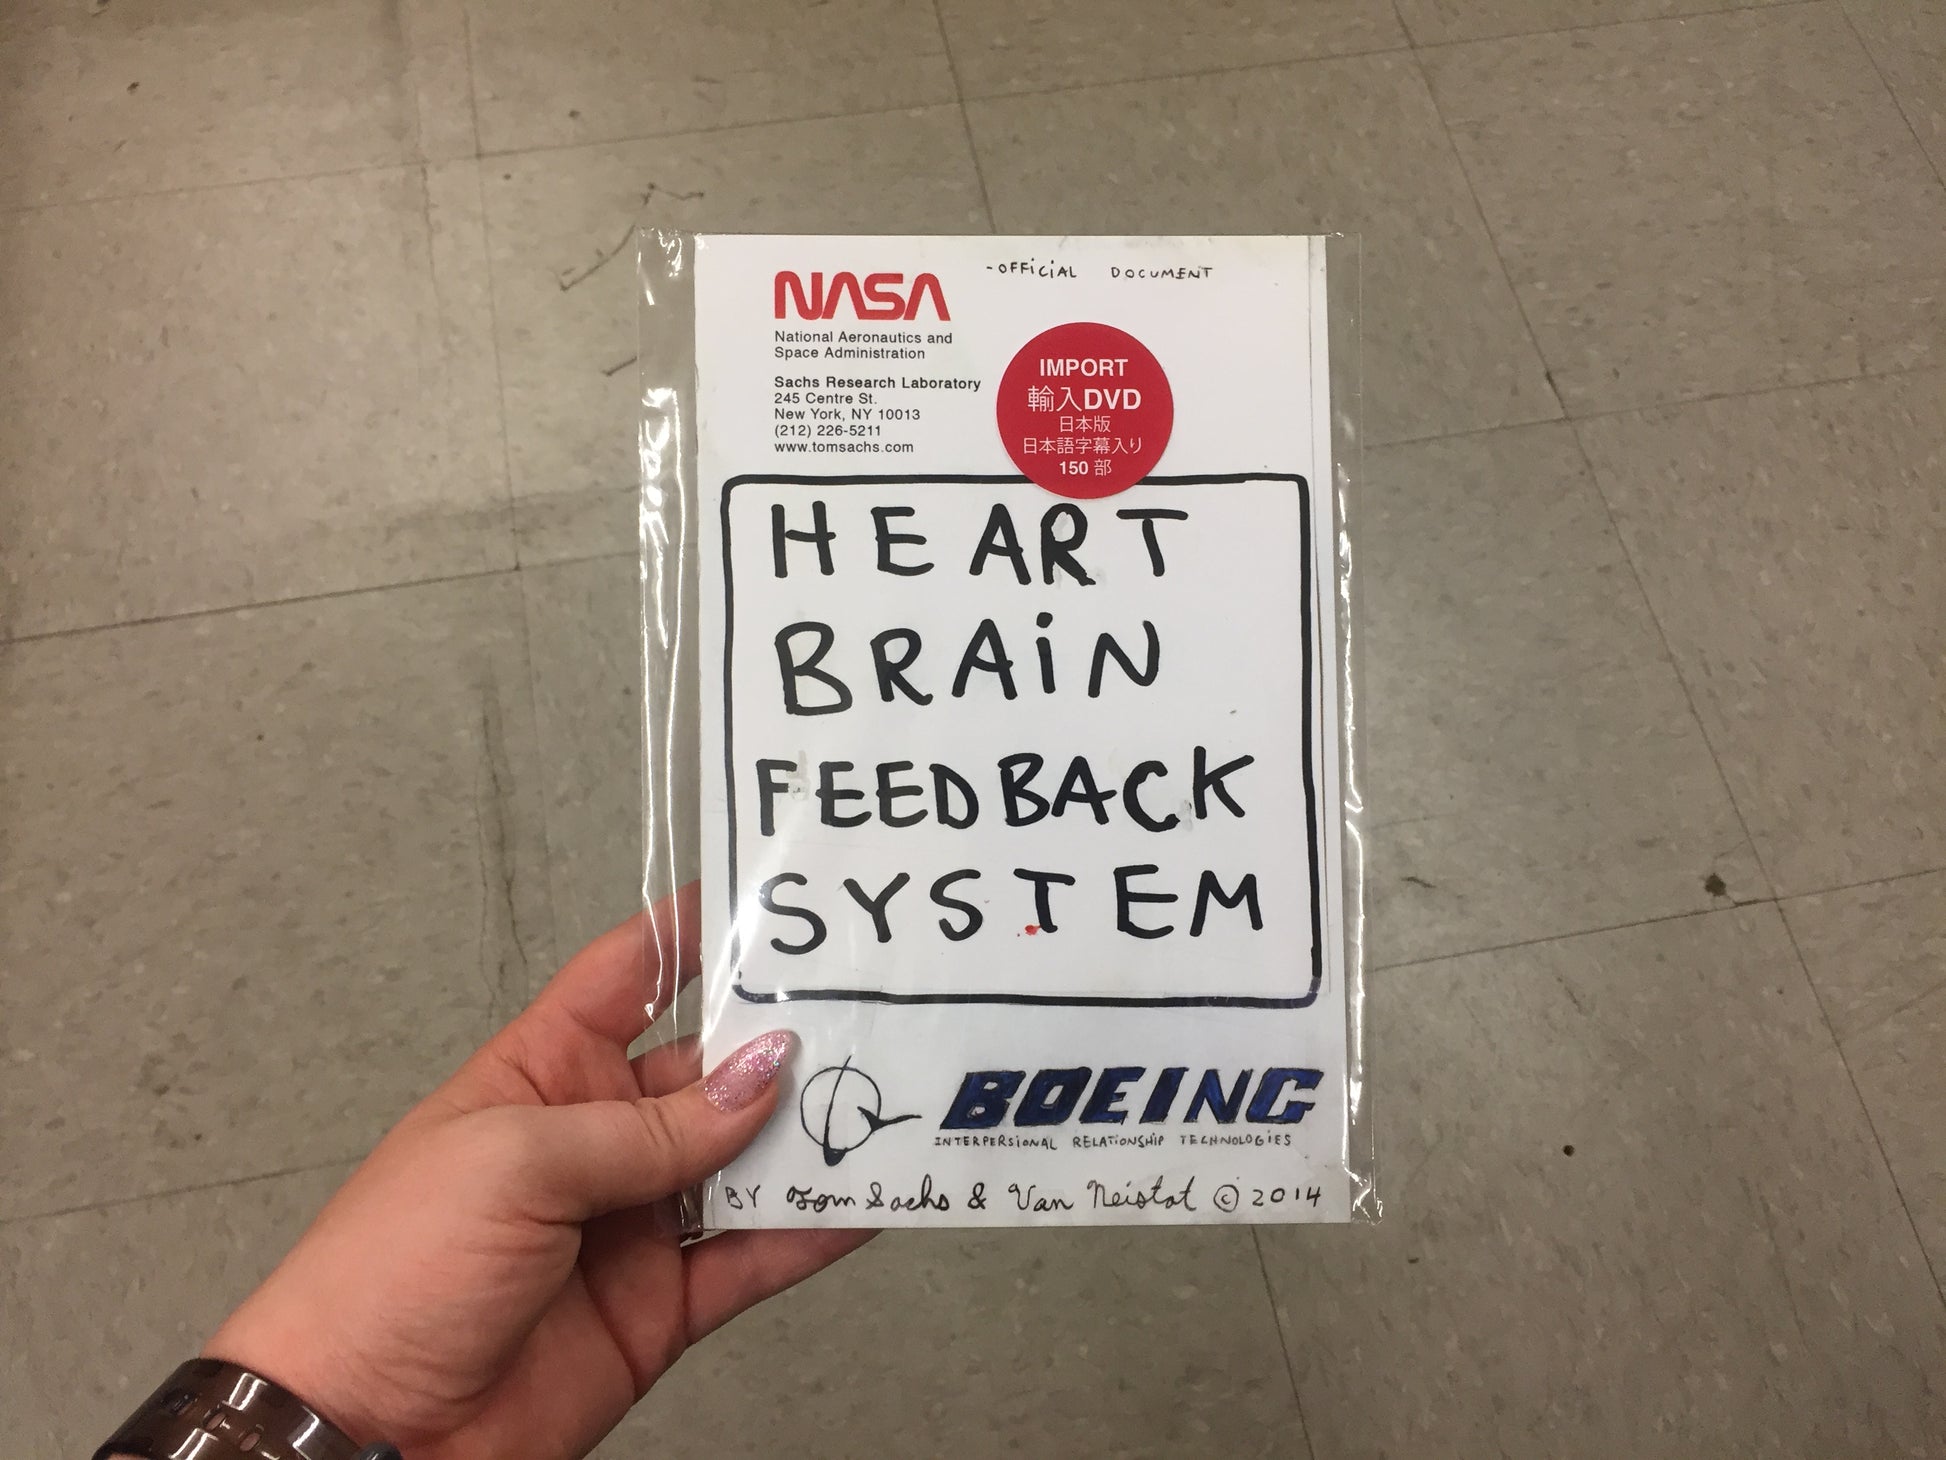 NASA
-OFFiCiAL DOCUMENT
National Aeronautics and
Space Administration
Sachs Research Laboratory
245 Centre St.
New York, NY 10013
(212) 226-5211
www.tomsachs.com
IMPORT
輸入DVD
日本版
日本語字幕入り
150 部
HEART
BRAiN
FEEDBACK
SYSTEM
BOEING
INTERPERSiONAL RELATiONSHiP TECHNOLOGiES
BY Tom Sachs & Van Neistat © 2014